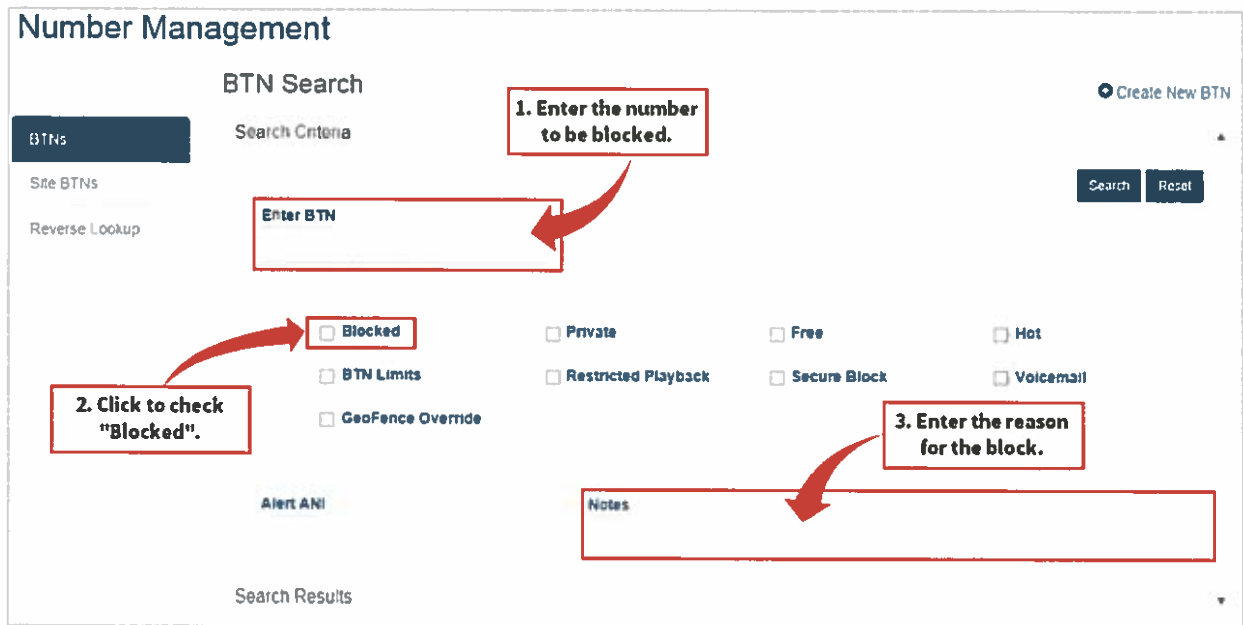 Number Management
BTN Search
Create New BTN
1. Enter the number
to be blocked.
Search Criteria
BTNs
Site BTNs
Reverse Lookup
Search Reset
Enter BTN
Blocked Private Free Hot
BTN Limits Restricted Playback Secure Block Voicemail
GeoFence Override
2. Click to check
"Blocked".
3. Enter the reason
for the block.
Alert ANI Notes
Search Results